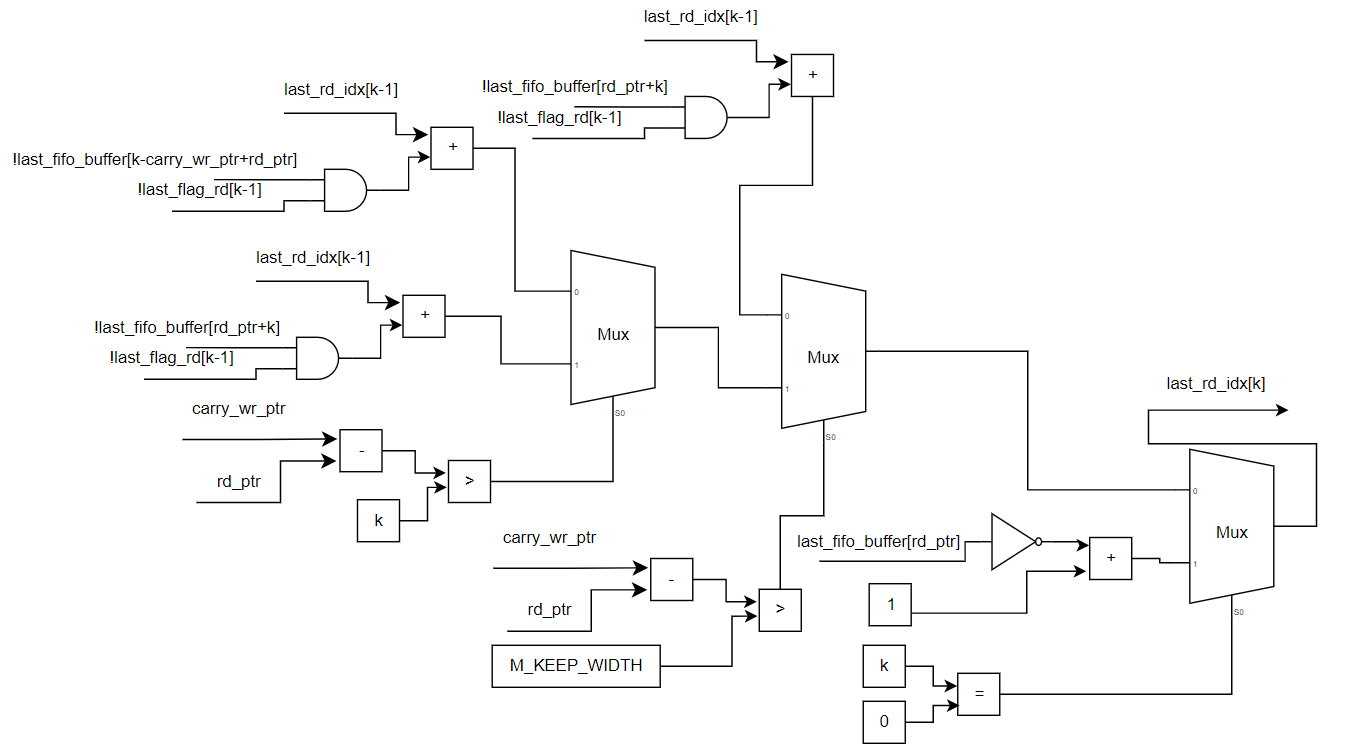 last_rd_idx[k-1]
+
!last_fifo_buffer[rd_ptr+k]
!last_flag_rd[k-1]
last_rd_idx[k-1]
+
!last_fifo_buffer[k-carry_wr_ptr+rd_ptr]
!last_flag_rd[k-1]
last_rd_idx[k-1]
+
!last_fifo_buffer[rd_ptr+k]
!last_flag_rd[k-1]
0
Mux
1
S0
0
Mux
1
S0
carry_wr_ptr
-
rd_ptr
>
k
last_rd_idx[k]
0
Mux
1
S0
carry_wr_ptr
-
rd_ptr
>
M_KEEP_WIDTH
last_fifo_buffer[rd_ptr]
+
1
k
=
0